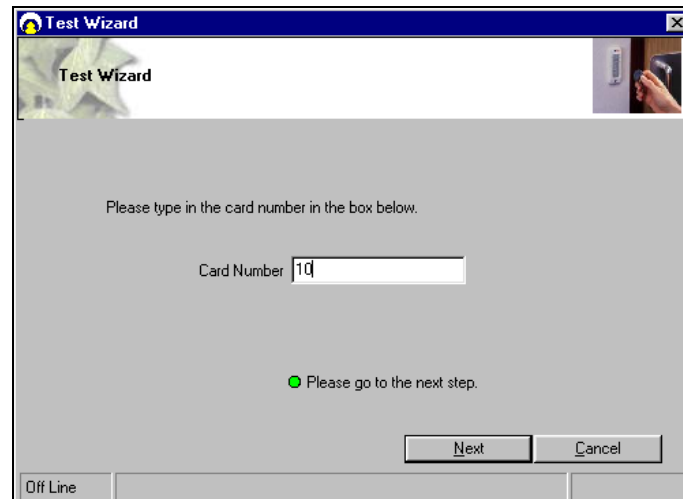 Test Wizard
Test Wizard
Please type in the card number in the box below.
Card Number 10
Please go to the next step.
Next Cancel
Off Line